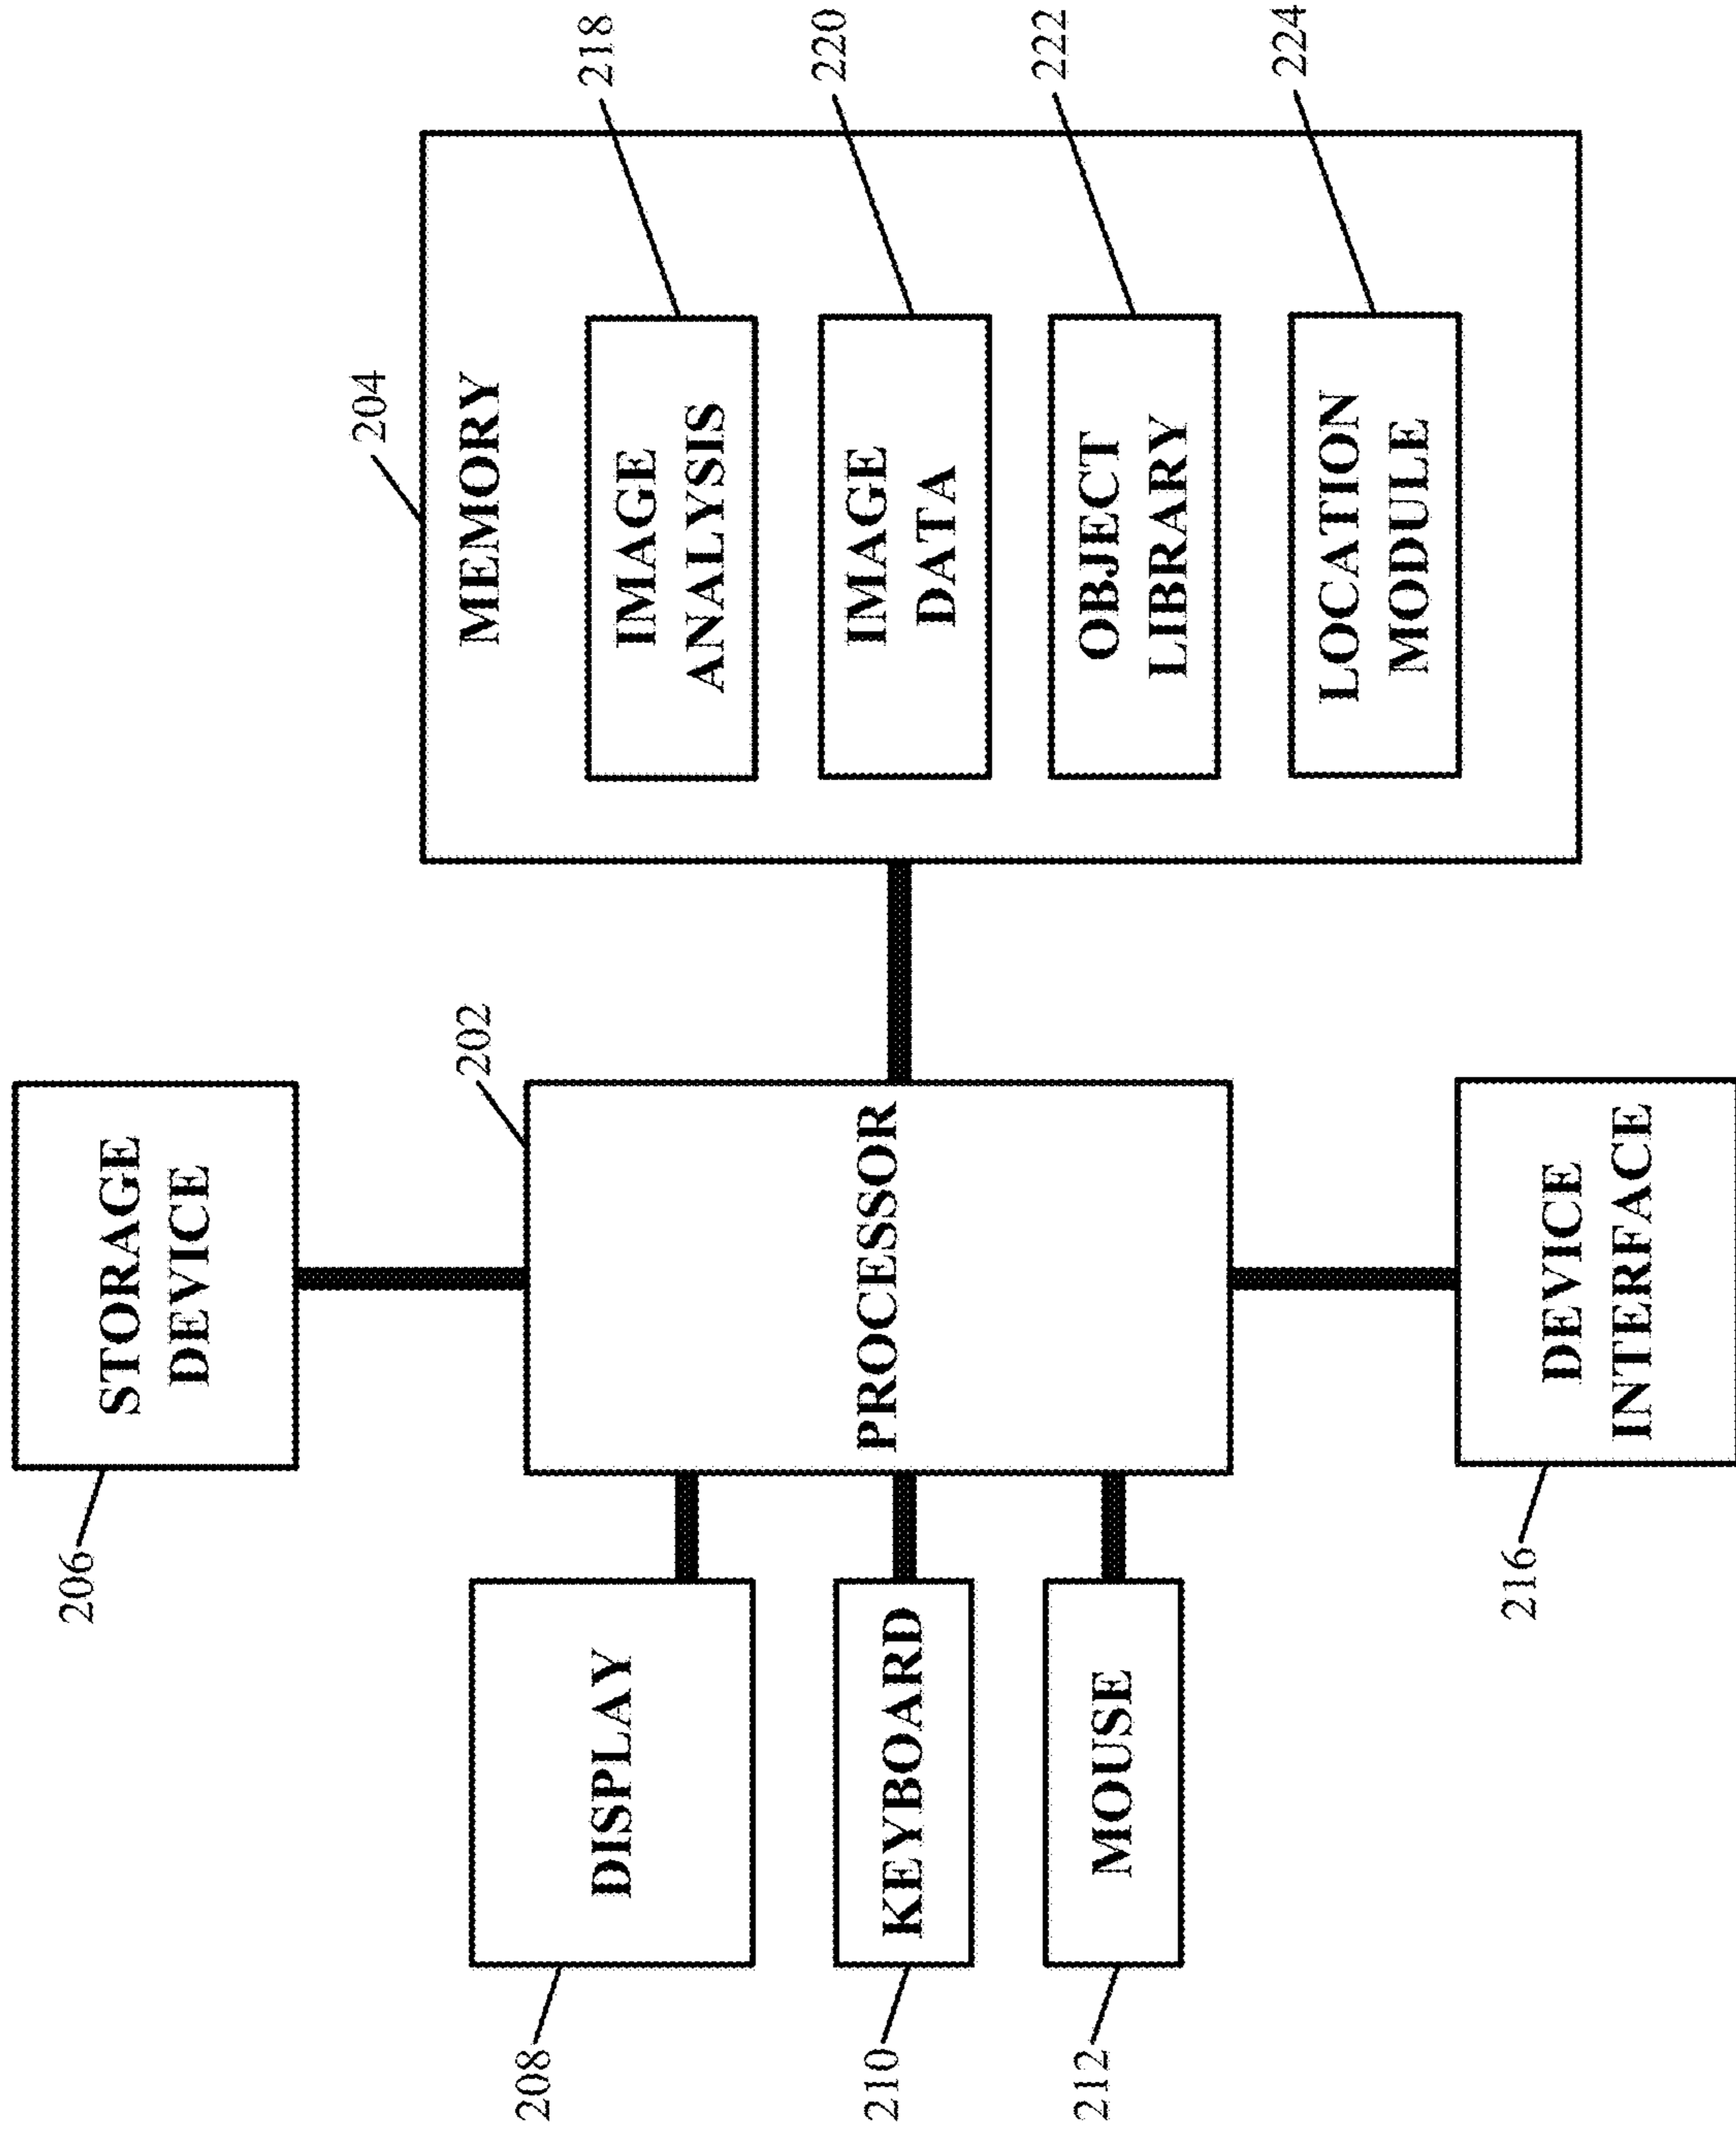 206
STORAGE
DEVICE
202
204
208
DISPLAY
210
KEYBOARD
212
MOUSE
PROCESSOR
MEMORY
IMAGE
ANALYSIS
218
IMAGE
DATA
220
OBJECT
LIBRARY
222
LOCATION
MODULE
224
216
DEVICE
INTERFACE